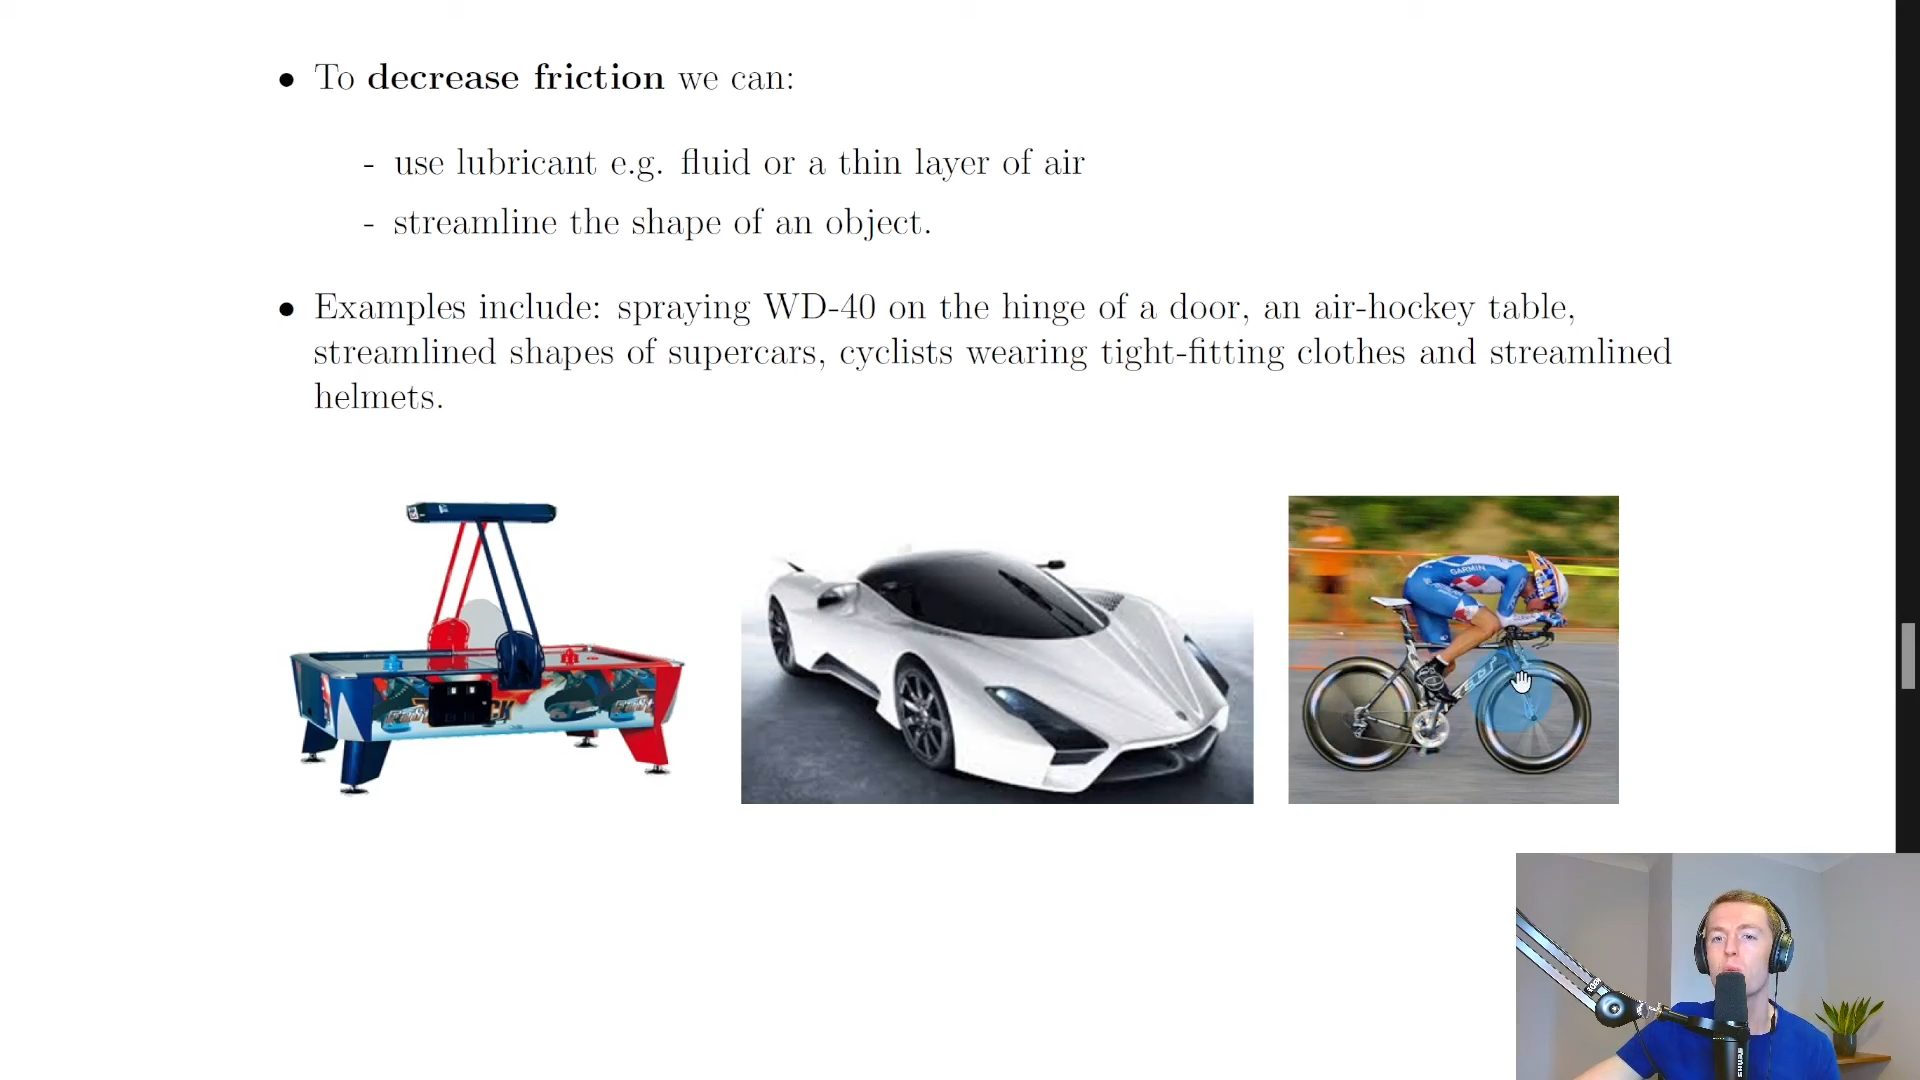 • To decrease friction we can:
- use lubricant e.g. fluid or a thin layer of air
- streamline the shape of an object.
• Examples include: spraying WD-40 on the hinge of a door, an air-hockey table,
streamlined shapes of supercars, cyclists wearing tight-fitting clothes and streamlined
helmets.
GARMIN